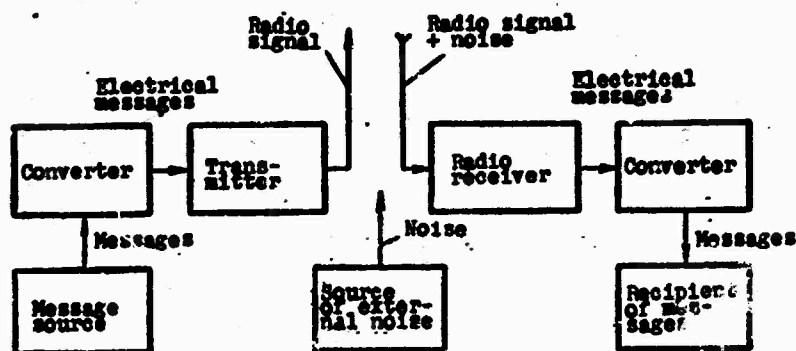 Radio
signal
Radio signal
+ noise
Electrical
messages
Electrical
messages
Converter
Trans-
mitter
Radio
receiver
Converter
Messages
Noise
Messages
Message
source
Source
of exter-
nal noise
Recipient
of mes-
sages